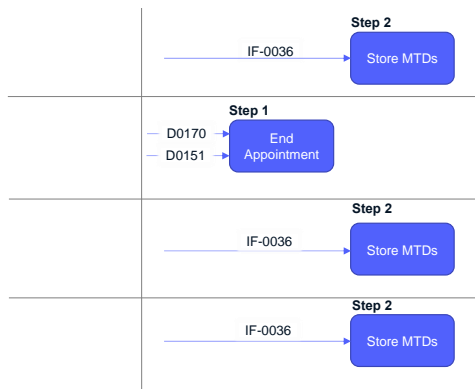 Step 2
IF-0036
Store MTDs
Step 1
D0170
D0151
End
Appointment
Step 2
IF-0036
Store MTDs
Step 2
IF-0036
Store MTDs